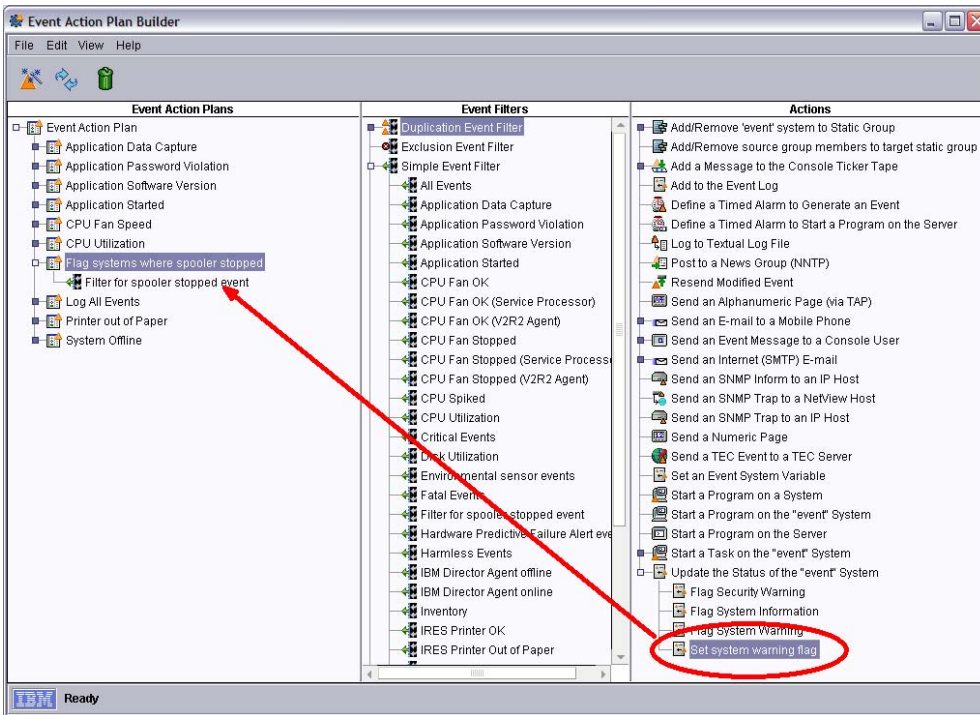 Event Action Plan Builder
File Edit View Help
Event Action Plans
Event Action Plan
Application Data Capture
Application Password Violation
Application Software Version
Application Started
CPU Fan Speed
CPU Utilization
Flag systems where spooler stopped
Filter for spooler stopped event
Log All Events
Printer out of Paper
System Offline
Event Filters
Duplication Event Filter
Exclusion Event Filter
Simple Event Filter
All Events
Application Data Capture
Application Password Violation
Application Software Version
Application Started
CPU Fan OK
CPU Fan OK (Service Processor)
CPU Fan OK (V2R2 Agent)
CPU Fan Stopped
CPU Fan Stopped (Service Process
CPU Fan Stopped (V2R2 Agent)
CPU Spiked
CPU Utilization
Critical Events
Disk Utilization
Environmental sensor events
Fatal Events
Filter for spooler stopped event
Hardware Predictive Failure Alert eve
Harmless Events
IBM Director Agent offline
IBM Director Agent online
Inventory
IRES Printer OK
IRES Printer Out of Paper
Actions
Add/Remove 'event' system to Static Group
Add/Remove source group members to target static group
Add a Message to the Console Ticker Tape
Add to the Event Log
Define a Timed Alarm to Generate an Event
Define a Timed Alarm to Start a Program on the Server
Log to Textual Log File
Post to a News Group (NNTP)
Resend Modified Event
Send an Alphanumeric Page (via TAP)
Send an E-mail to a Mobile Phone
Send an Event Message to a Console User
Send an Internet (SMTP) E-mail
Send an SNMP Inform to an IP Host
Send an SNMP Trap to a NetView Host
Send an SNMP Trap to an IP Host
Send a Numeric Page
Send a TEC Event to a TEC Server
Set an Event System Variable
Start a Program on a System
Start a Program on the "event" System
Start a Program on the Server
Start a Task on the "event" System
Update the Status of the "event" System
Flag Security Warning
Flag System Information
Flag System Warning
Set system warning flag
IBM Ready